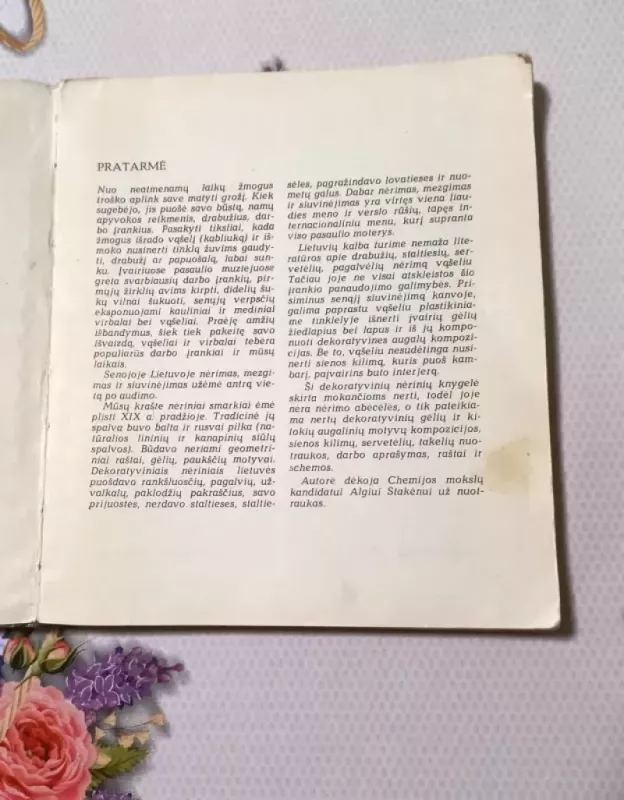 PRATARMĖ
Nuo neatmenamų laikų žmogus
troško aplink save matyti grožį. Kiek
sugebėjo, jis puošė savo būstą, namų
apyvokos reikmenis, drabužius, dar-
bo įrankius. Pasakyti tiksliai, kada
žmogus išrado vąšelį (kabliuką) ir iš-
moko nusinerti tinklą žuvims gaudy-
ti, drabužį ar papuošalą, labai sun-
ku. Įvairiuose pasaulio muziejuose
greta svarbiausių darbo įrankių, pir-
mųjų žirklių avims kirpti, didelių šu-
kų vilnai šukuoti, senųjų verpsčių
eksponuojami kauliniai ir mediniai
virbalai bei vąšeliai. Praėję amžių
išbandymus, šiek tiek pakeitę savo
išvaizdą, vąšeliai ir virbalai tebėra
populiarūs darbo įrankiai ir mūsų
laikais.
Senojoje Lietuvoje nėrimas, mezgi-
mas ir siuvinėjimas užėmė antrą vie-
tą po audimo.
Mūsų krašte nėriniai smarkiai ėmė
plisti XIX a. pradžioje. Tradicinė jų
spalva buvo balta ir rusvai pilka (na-
tūralios lininių ir kanapinių siūlų
spalvos). Būdavo neriami geometri-
niai raštai, gėlių, paukščių motyvai.
Dekoratyviniais nėriniais lietuvės
puošdavo rankšluosčių, pagalvių, už-
valkalų, paklodžių pakraščius, savo
prijuostes, nerdavo staltieses, staltie-
sėles, pagražindavo lovatieses ir nuo-
metų galus. Dabar nėrimas, mezgimas
ir siuvinėjimas yra virtęs viena liau-
dies meno ir verslo rūšių, tapęs in-
ternacionaliniu menu, kurį supranta
viso pasaulio moterys.
Lietuvių kalba turime nemaža lite-
ratūros apie drabužių, staltiesių, ser-
vetėlių, pagalvėlių nėrimą vąšeliu
Tačiau joje ne visai atskleistos šio
įrankio panaudojimo galimybės. Pri-
siminus senąjį siuvinėjimą kanvoje,
galima paprastu vąšeliu plastikinia-
me tinklelyje išnerti įvairių gėlių
žiedlapius bei lapus ir iš jų kompo-
nuoti dekoratyvines augalų kompozi-
cijas. Be to, vąšeliu nesudėtinga nusi-
nerti sienos kilimą, kuris puoš kam-
barį, paįvairins buto interjerą.
Ši dekoratyvinių nėrinių knygelė
skirta mokančioms nerti, todėl joje
nėra nėrimo abėcėlės, o tik pateikia-
ma nertų dekoratyvinių gėlių ir ki-
tokių augalinių motyvų kompozicijos,
sienos kilimų, servetėlių, takelių nuo-
traukos, darbo aprašymas, raštai ir
schemos.
Autorė dėkoja Chemijos mokslų
kandidatui Algiui Stakėnui už nuot-
raukas.